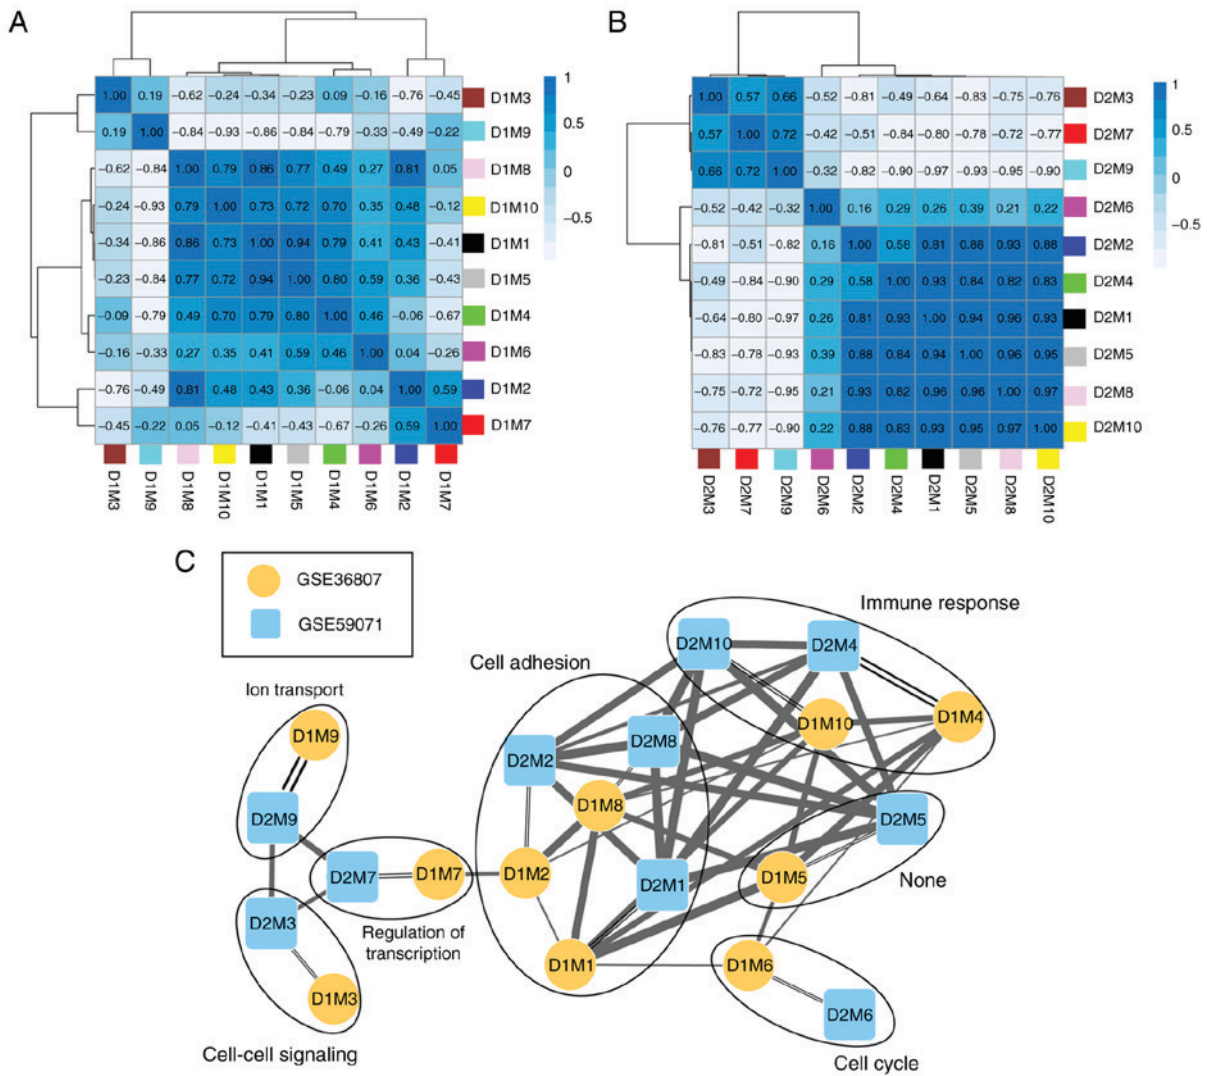 A
1.00 0.19 −0.62 −0.24 −0.34 −0.23 0.09 −0.16 −0.76 −0.45 D1M3
0.19 1.00 −0.84 −0.93 −0.86 −0.84 −0.79 −0.33 −0.49 −0.22 D1M9
−0.62 −0.84 1.00 0.79 0.86 0.77 0.49 0.27 0.81 0.05 D1M8
−0.24 −0.93 0.79 1.00 0.73 0.72 0.70 0.35 0.48 −0.12 D1M10
−0.34 −0.86 0.86 0.73 1.00 0.94 0.79 0.41 0.43 −0.41 D1M1
−0.23 −0.84 0.77 0.72 0.94 1.00 0.80 0.59 0.36 −0.43 D1M5
−0.09 −0.79 0.49 0.70 0.79 0.80 1.00 0.46 −0.06 −0.67 D1M4
−0.16 −0.33 0.27 0.35 0.41 0.59 0.46 1.00 0.04 −0.26 D1M6
−0.76 −0.49 0.81 0.48 0.43 0.36 −0.06 0.04 1.00 0.59 D1M2
−0.45 −0.22 0.05 −0.12 −0.41 −0.43 −0.67 −0.26 0.59 1.00 D1M7
D1M3 D1M9 D1M8 D1M10 D1M1 D1M5 D1M4 D1M6 D1M2 D1M7
1
0.5
0
−0.5
B
1.00 0.57 0.66 −0.52 −0.81 −0.49 −0.64 −0.83 −0.75 −0.76 D2M3
0.57 1.00 0.72 −0.42 −0.51 −0.84 −0.80 −0.78 −0.72 −0.77 D2M7
0.66 0.72 1.00 −0.32 −0.82 −0.90 −0.97 −0.93 −0.95 −0.90 D2M9
−0.52 −0.42 −0.32 1.00 0.16 0.29 0.26 0.39 0.21 0.22 D2M6
−0.81 −0.51 −0.82 0.16 1.00 0.58 0.81 0.88 0.93 0.88 D2M2
−0.49 −0.84 −0.90 0.29 0.58 1.00 0.93 0.84 0.82 0.83 D2M4
−0.64 −0.80 −0.97 0.26 0.81 0.93 1.00 0.94 0.96 0.93 D2M1
−0.83 −0.78 −0.93 0.39 0.88 0.84 0.94 1.00 0.96 0.95 D2M5
−0.75 −0.72 −0.95 0.21 0.93 0.82 0.96 0.96 1.00 0.97 D2M8
−0.76 −0.77 −0.90 0.22 0.88 0.83 0.93 0.95 0.97 1.00 D2M10
D2M3 D2M7 D2M9 D2M6 D2M2 D2M4 D2M1 D2M5 D2M8 D2M10
1
0.5
0
−0.5
C
GSE36807
GSE59071
Immune response
D2M10
D2M4
D1M10
D1M4
Cell adhesion
D2M8
D2M2
D1M8
D1M2
D2M1
D1M1
Ion transport
D1M9
D2M9
D2M7
D1M7
Regulation of
transcription
D2M3
D1M3
Cell-cell signaling
D2M5
D1M5
None
D1M6
D2M6
Cell cycle